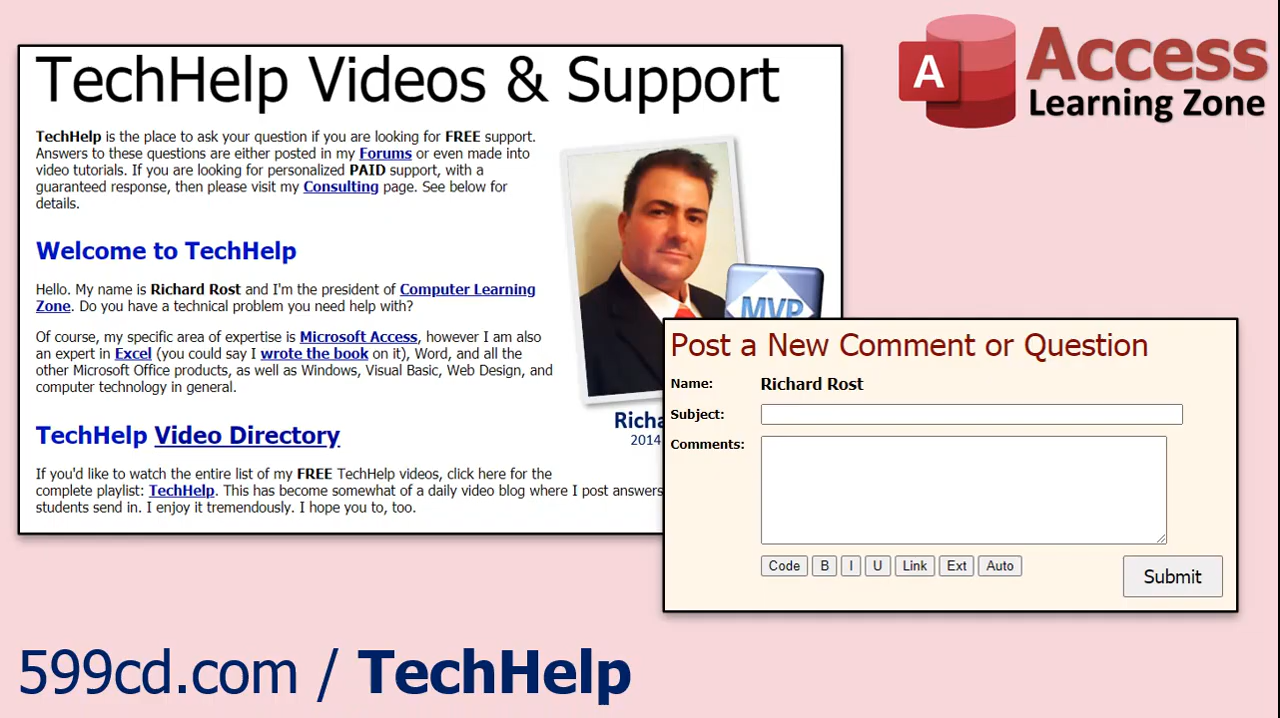 TechHelp Videos & Support
TechHelp is the place to ask your question if you are looking for FREE support.
Answers to these questions are either posted in my Forums or even made into
video tutorials. If you are looking for personalized PAID support, with a
guaranteed response, then please visit my Consulting page. See below for
details.
Welcome to TechHelp
Hello. My name is Richard Rost and I'm the president of Computer Learning
Zone. Do you have a technical problem you need help with?
Of course, my specific area of expertise is Microsoft Access, however I am also
an expert in Excel (you could say I wrote the book on it), Word, and all the
other Microsoft Office products, as well as Windows, Visual Basic, Web Design, and
computer technology in general.
TechHelp Video Directory
If you'd like to watch the entire list of my FREE TechHelp videos, click here for the
complete playlist: TechHelp. This has become somewhat of a daily video blog where I post answers
students send in. I enjoy it tremendously. I hope you to, too.
MVP
Richa
2014
A
Access
Learning Zone
Post a New Comment or Question
Name: Richard Rost
Subject:
Comments:
Code B I U Link Ext Auto
Submit
599cd.com / TechHelp